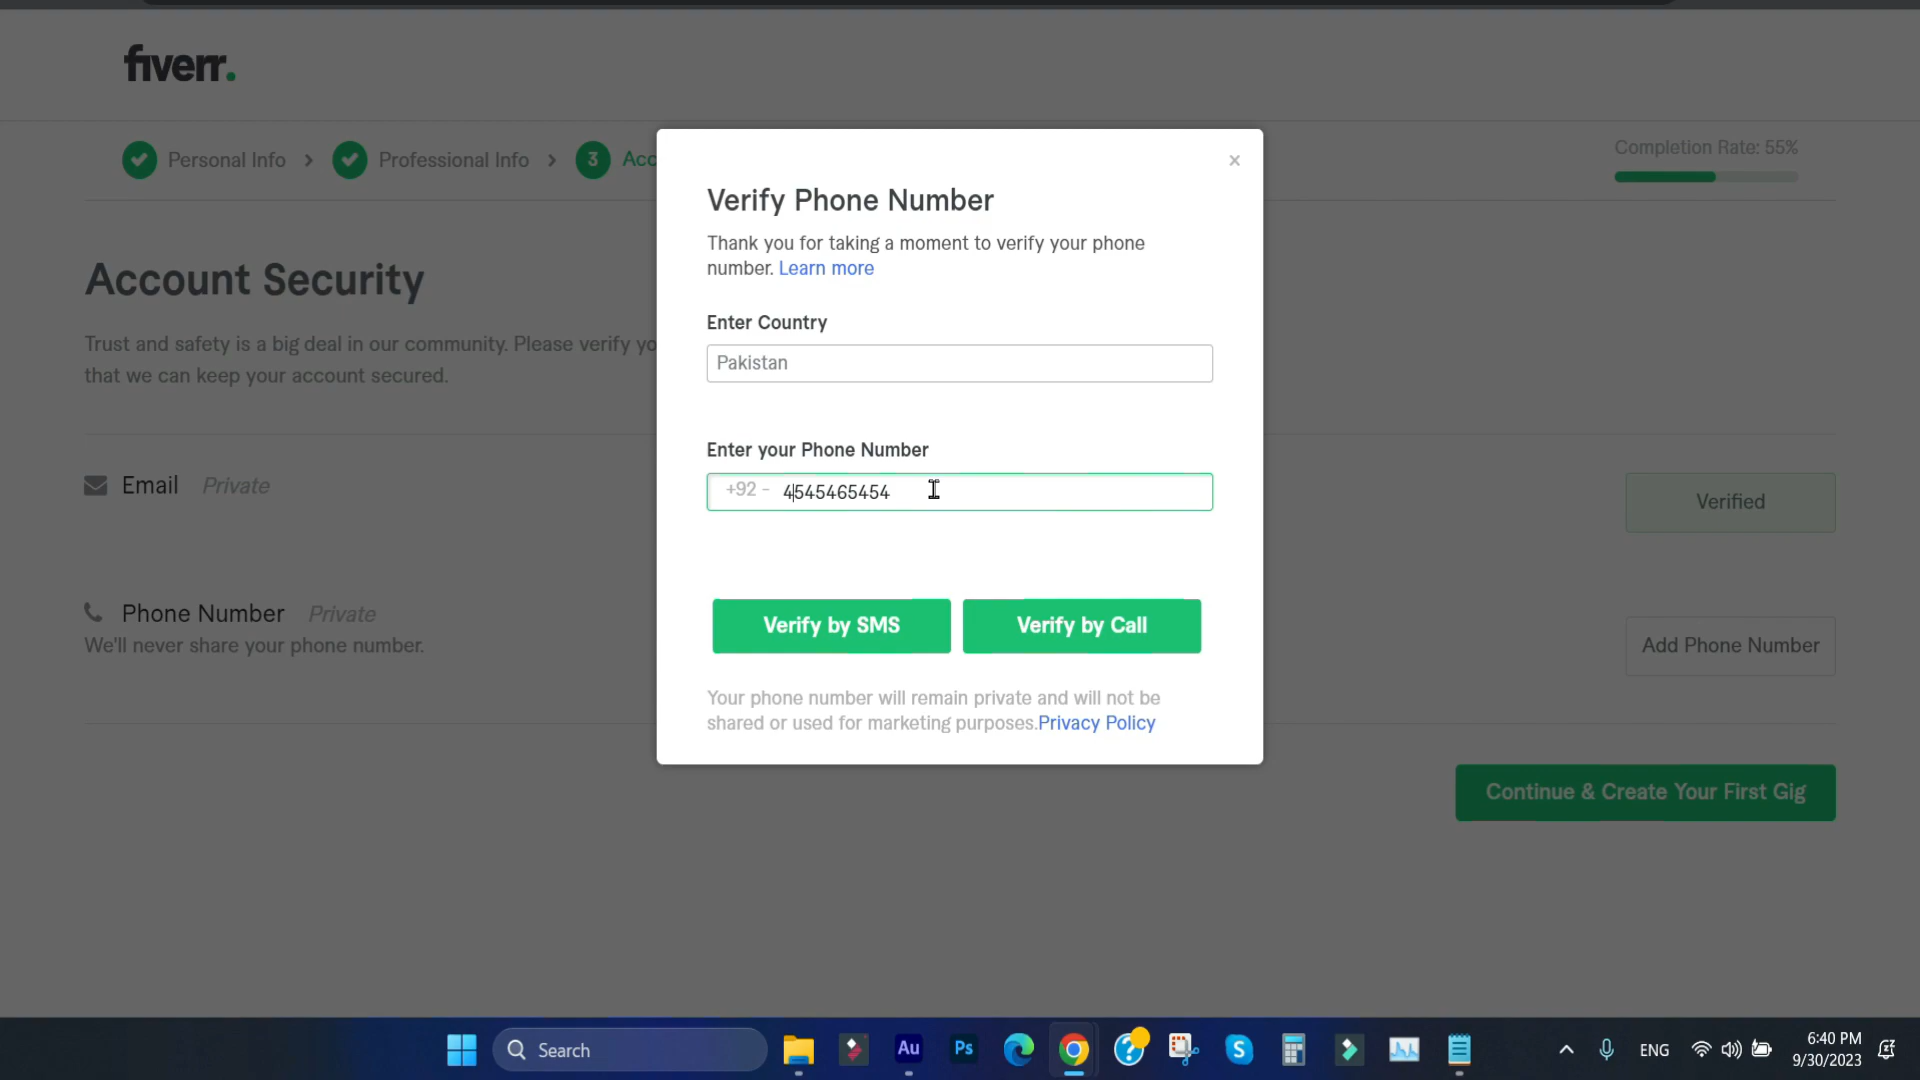 fiverr.
Personal Info > Professional Info > 3 Acc
Completion Rate: 55%
Verify Phone Number
×
Thank you for taking a moment to verify your phone
number. Learn more
Account Security
Trust and safety is a big deal in our community. Please verify yo
that we can keep your account secured.
Enter Country
Pakistan
Enter your Phone Number
+92 - 4545465454
Email Private
Verified
Phone Number Private
We'll never share your phone number.
Add Phone Number
Verify by SMS
Verify by Call
Your phone number will remain private and will not be
shared or used for marketing purposes.Privacy Policy
Continue & Create Your First Gig
Search
Au
Ps
?
S
ENG
6:40 PM
9/30/2023